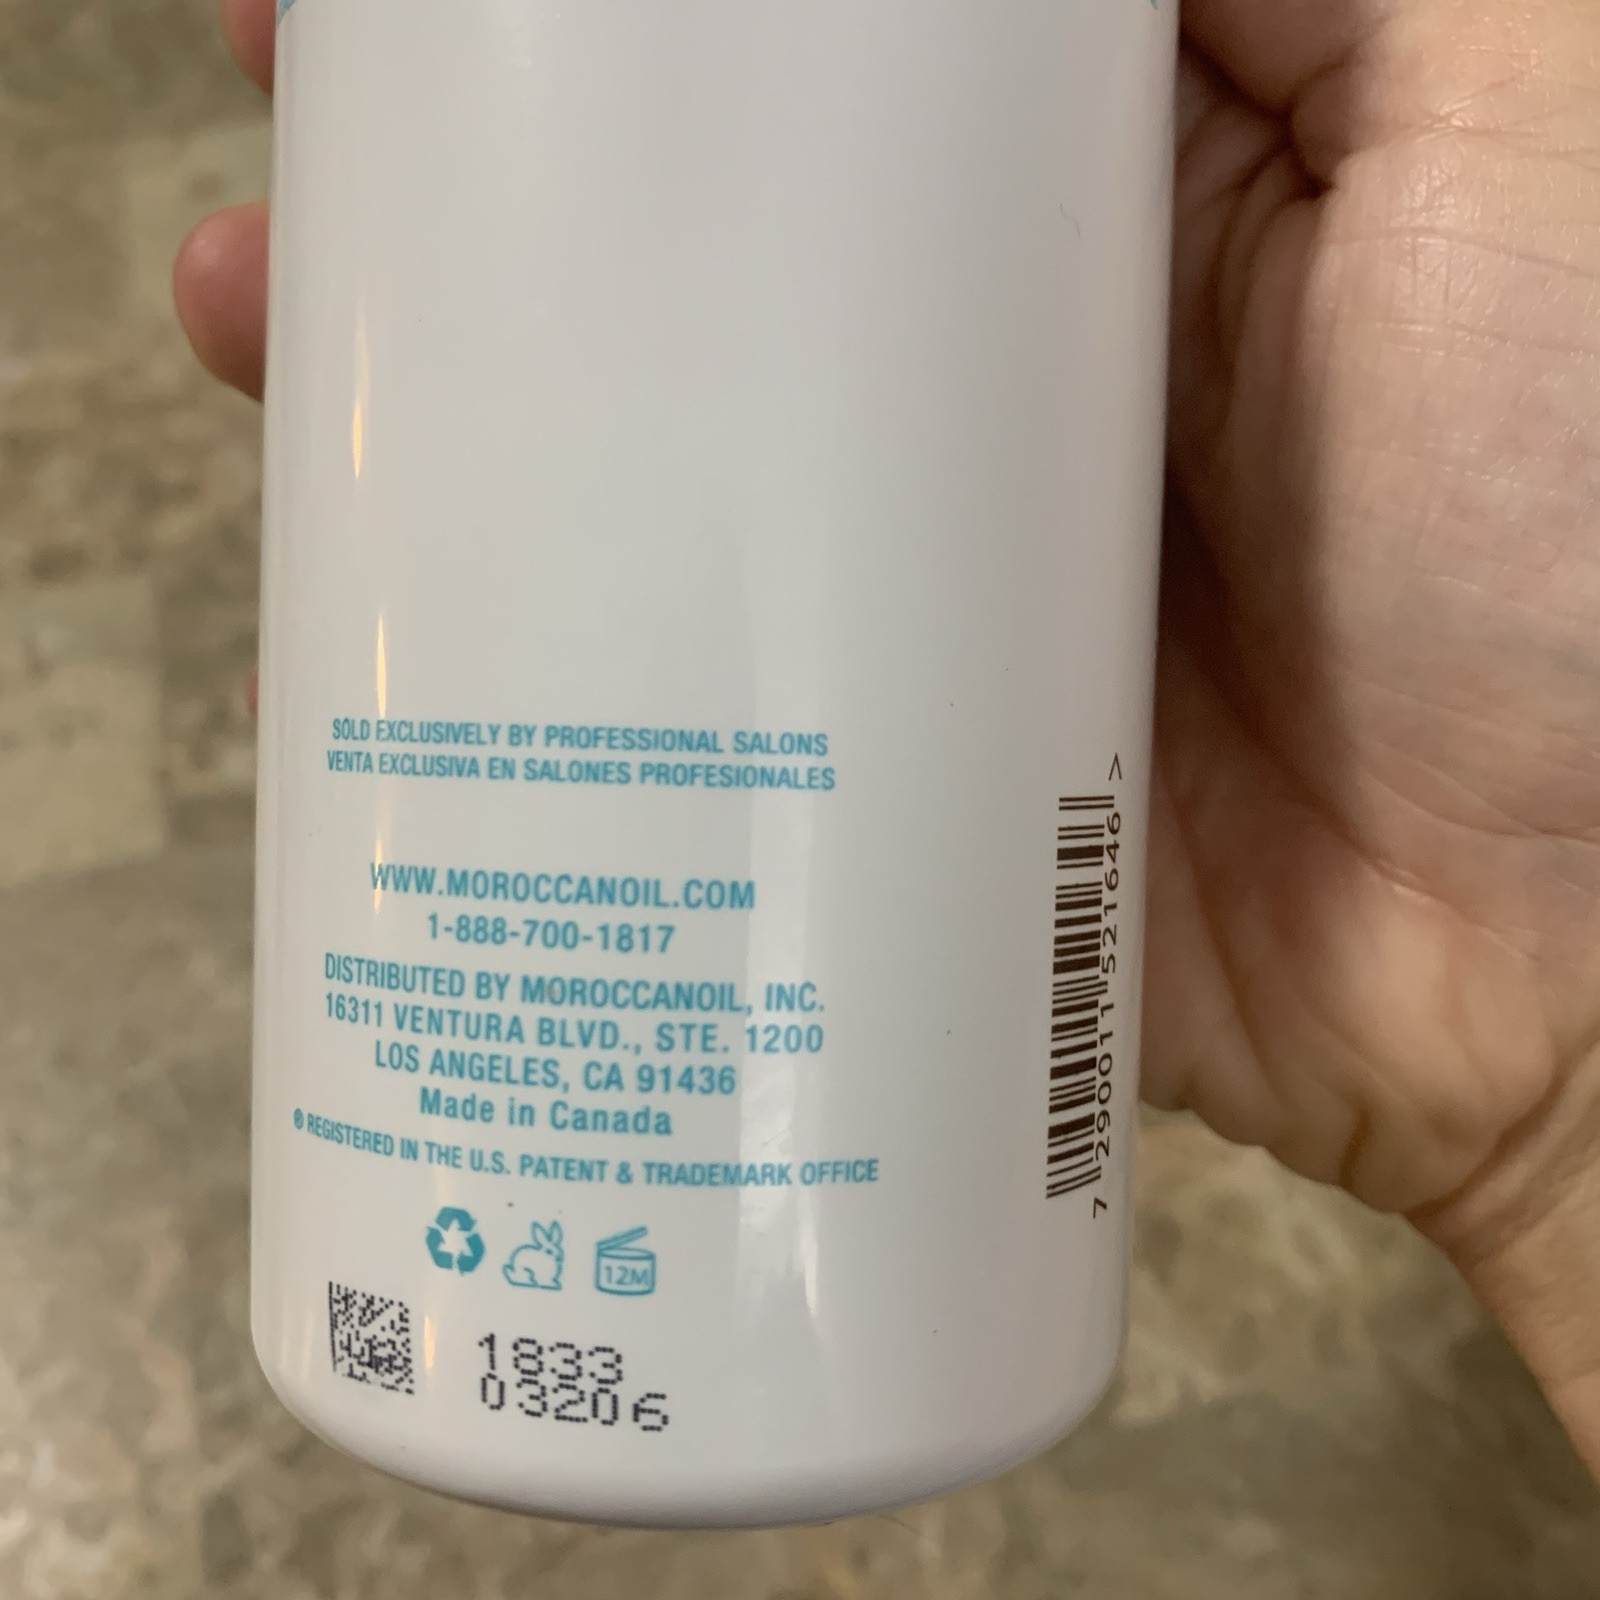 SOLD EXCLUSIVELY BY PROFESSIONAL SALONS
VENTA EXCLUSIVA EN SALONES PROFESIONALES
WWW.MOROCCANOIL.COM
1-888-700-1817
DISTRIBUTED BY MOROCCANOIL, INC.
16311 VENTURA BLVD., STE. 1200
LOS ANGELES, CA 91436
Made in Canada
® REGISTERED IN THE U.S. PATENT & TRADEMARK OFFICE
12M
1833
03206
7 290011 521646 >